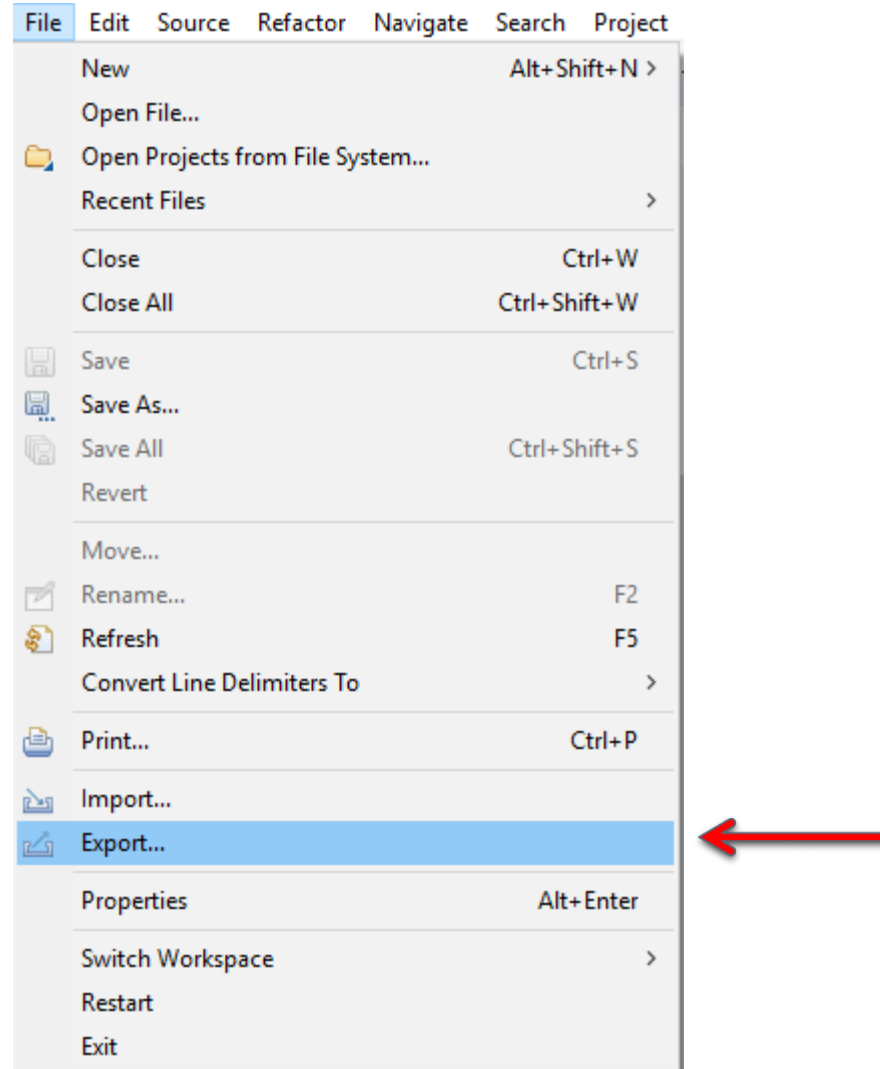 File Edit Source Refactor Navigate Search Project
New Alt+Shift+N >
Open File...
Open Projects from File System...
Recent Files >
Close Ctrl+W
Close All Ctrl+Shift+W
Save Ctrl+S
Save As...
Save All Ctrl+Shift+S
Revert
Move...
Rename... F2
Refresh F5
Convert Line Delimiters To >
Print... Ctrl+P
Import...
Export...
Properties Alt+Enter
Switch Workspace >
Restart
Exit